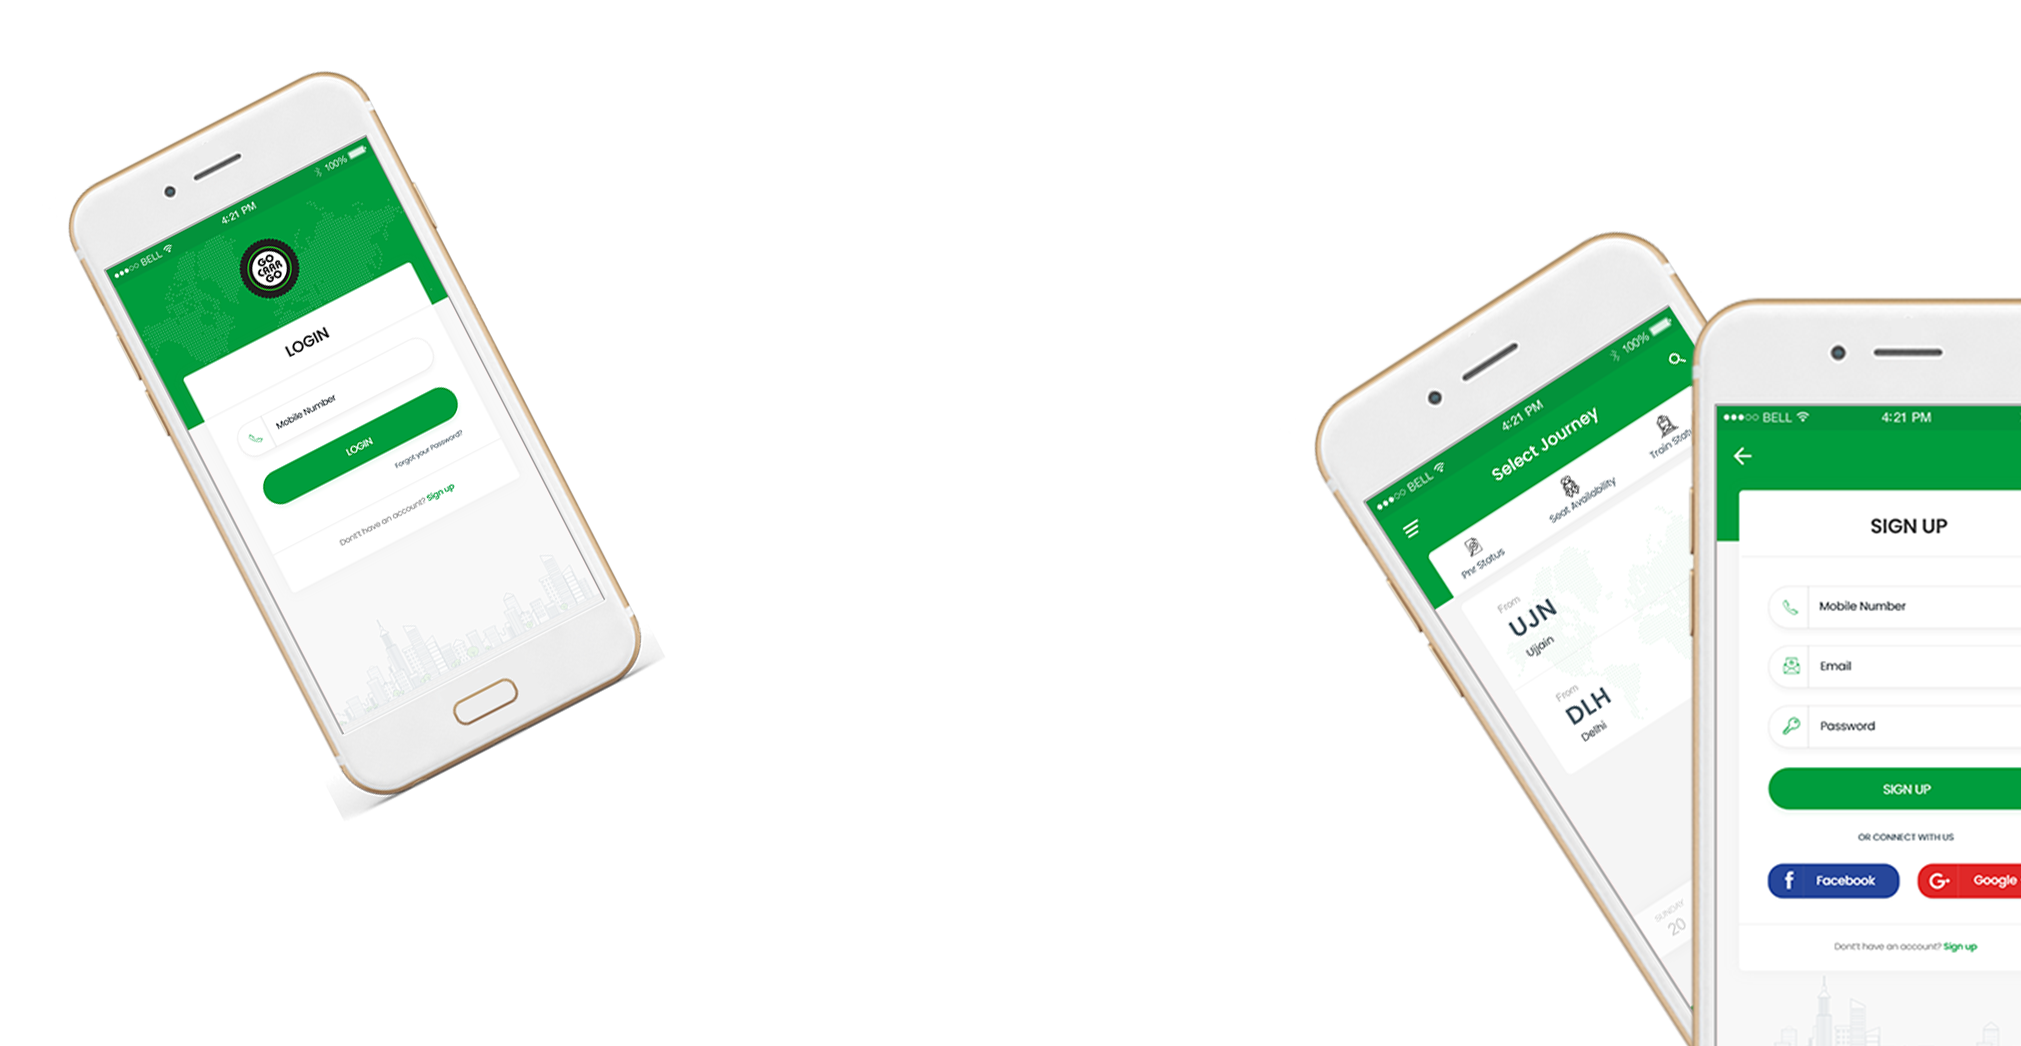 BELL
4:21 PM
100%
GO
CARR
GO
LOGIN
Mobile Number
LOGIN
Forgot your Password?
Don't have an account? Sign up
BELL
4:21 PM
100%
Select Journey
Pnr Status
Seat Availability
From
UJN
Ujjain
From
DLH
Delhi
SUNDAY
20
BELL
4:21 PM
SIGN UP
Mobile Number
Email
Password
SIGN UP
OR CONNECT WITH US
Facebook
Google
Don't have an account? Sign up